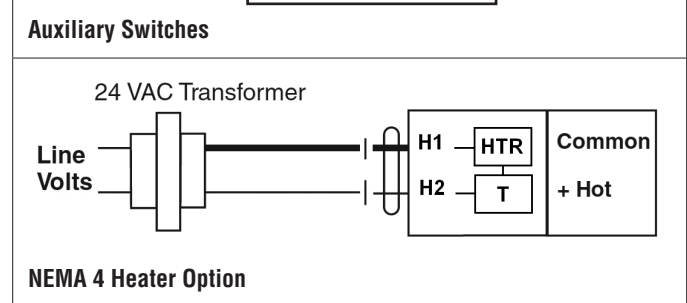 Auxiliary Switches
24 VAC Transformer
Line
Volts
H1
HTR
Common
H2
T
+ Hot
NEMA 4 Heater Option